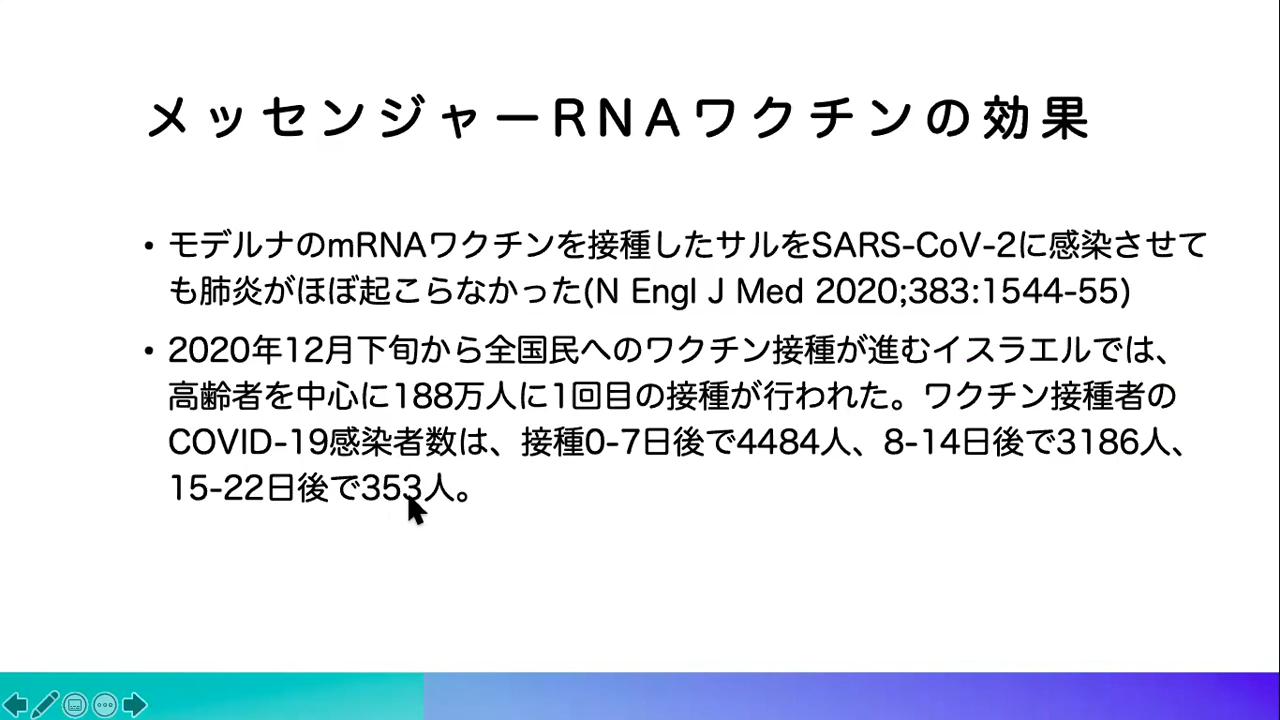 メッセンジャーRNAワクチンの効果
• モデルナのmRNAワクチンを接種したサルをSARS-CoV-2に感染させて
も肺炎がほぼ起こらなかった(N Engl J Med 2020;383:1544-55)
• 2020年12月下旬から全国民へのワクチン接種が進むイスラエルでは、
高齢者を中心に188万人に1回目の接種が行われた。ワクチン接種者の
COVID-19感染者数は、接種0-7日後で4484人、8-14日後で3186人、
15-22日後で353人。